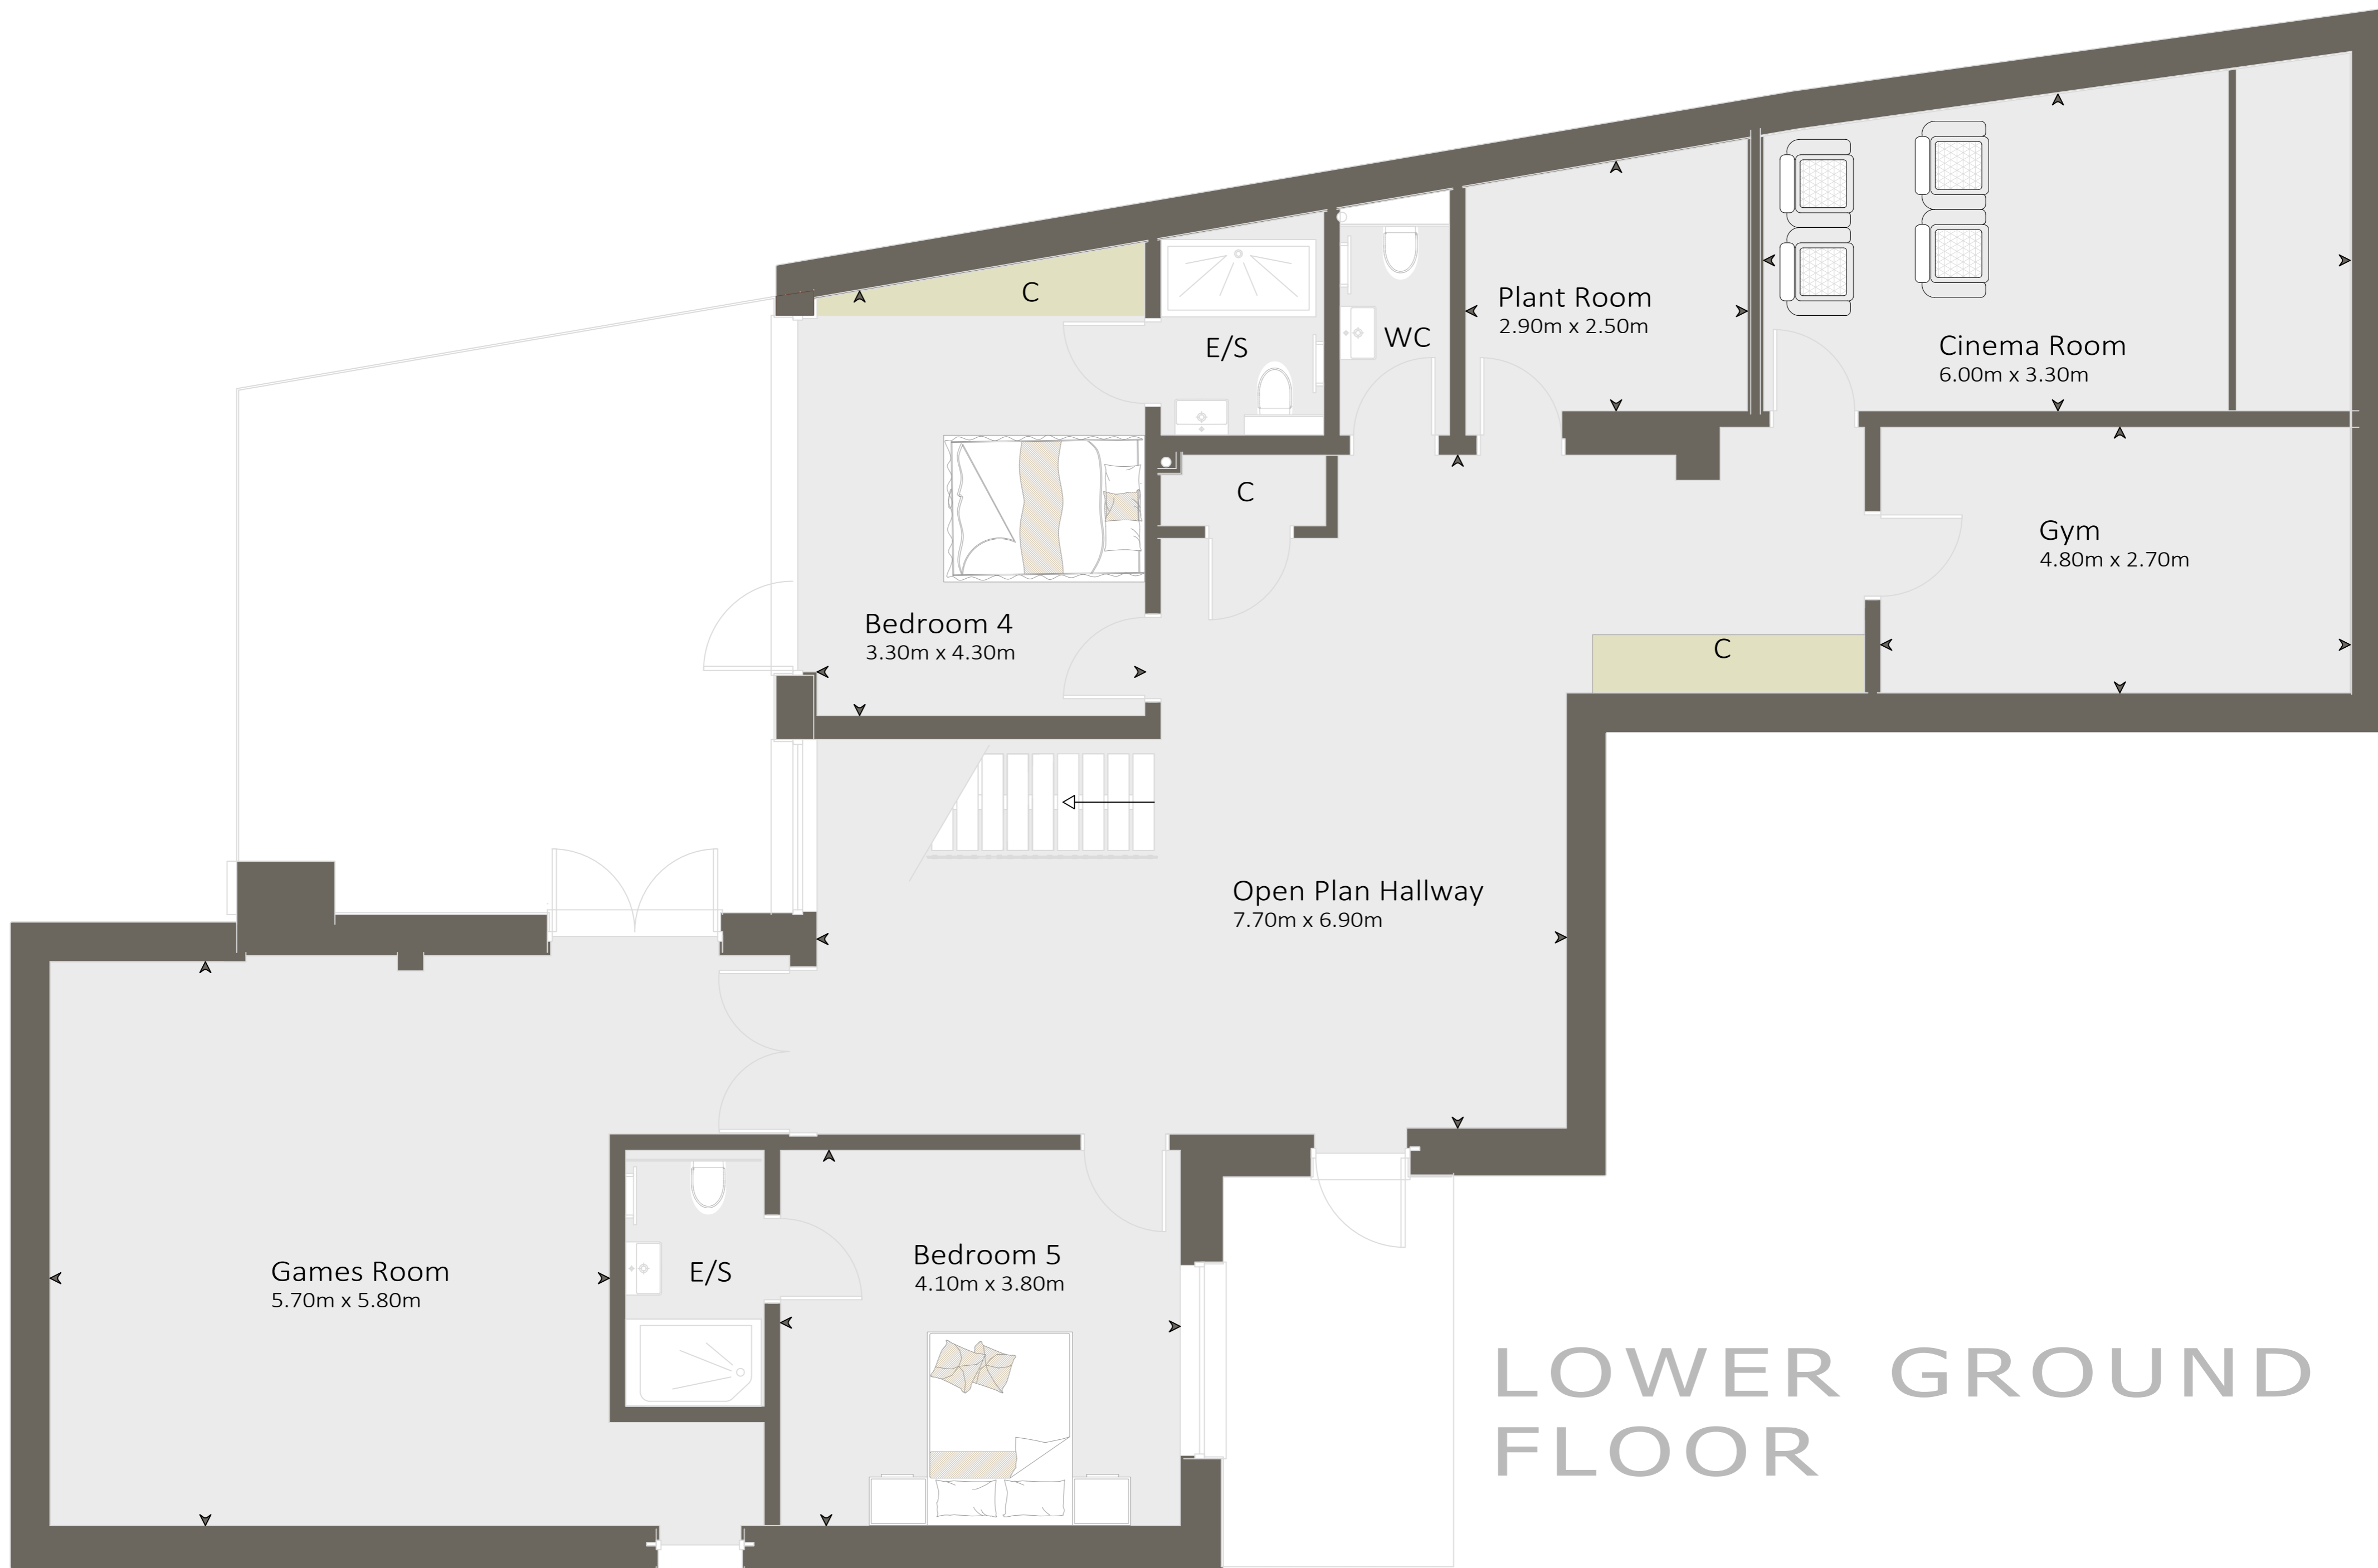 C
E/S
WC
Plant Room
2.90m x 2.50m
Cinema Room
6.00m x 3.30m
C
Gym
4.80m x 2.70m
Bedroom 4
3.30m x 4.30m
C
Open Plan Hallway
7.70m x 6.90m
Games Room
5.70m x 5.80m
E/S
Bedroom 5
4.10m x 3.80m
LOWER GROUND
FLOOR